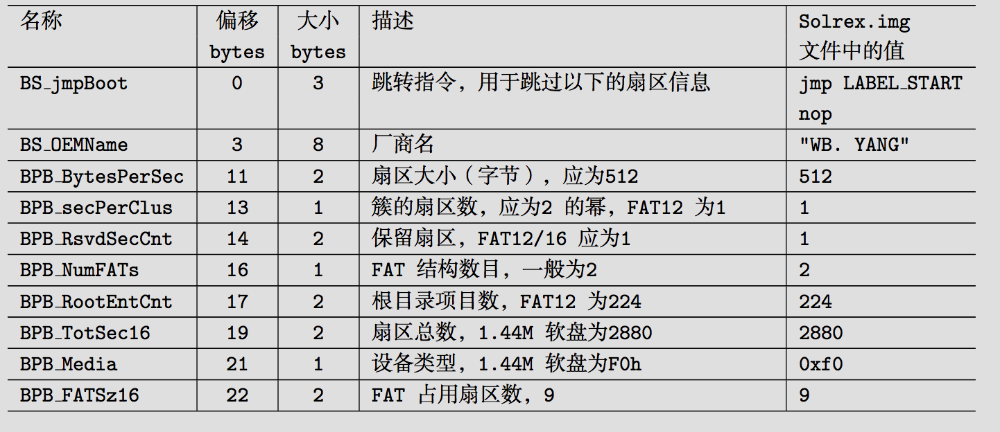 名称 偏移 大小 描述 Solrex.img
bytes bytes 文件中的值
BS_jmpBoot 0 3 跳转指令，用于跳过以下的扇区信息 jmp LABEL_START
nop
BS_OEMName 3 8 厂商名 "WB. YANG"
BPB_BytesPerSec 11 2 扇区大小（字节），应为512 512
BPB_secPerClus 13 1 簇的扇区数，应为2 的幂，FAT12 为1 1
BPB_RsvdSecCnt 14 2 保留扇区，FAT12/16 应为1 1
BPB_NumFATs 16 1 FAT 结构数目，一般为2 2
BPB_RootEntCnt 17 2 根目录项目数，FAT12 为224 224
BPB_TotSec16 19 2 扇区总数，1.44M 软盘为2880 2880
BPB_Media 21 1 设备类型，1.44M 软盘为F0h 0xf0
BPB_FATSz16 22 2 FAT 占用扇区数，9 9